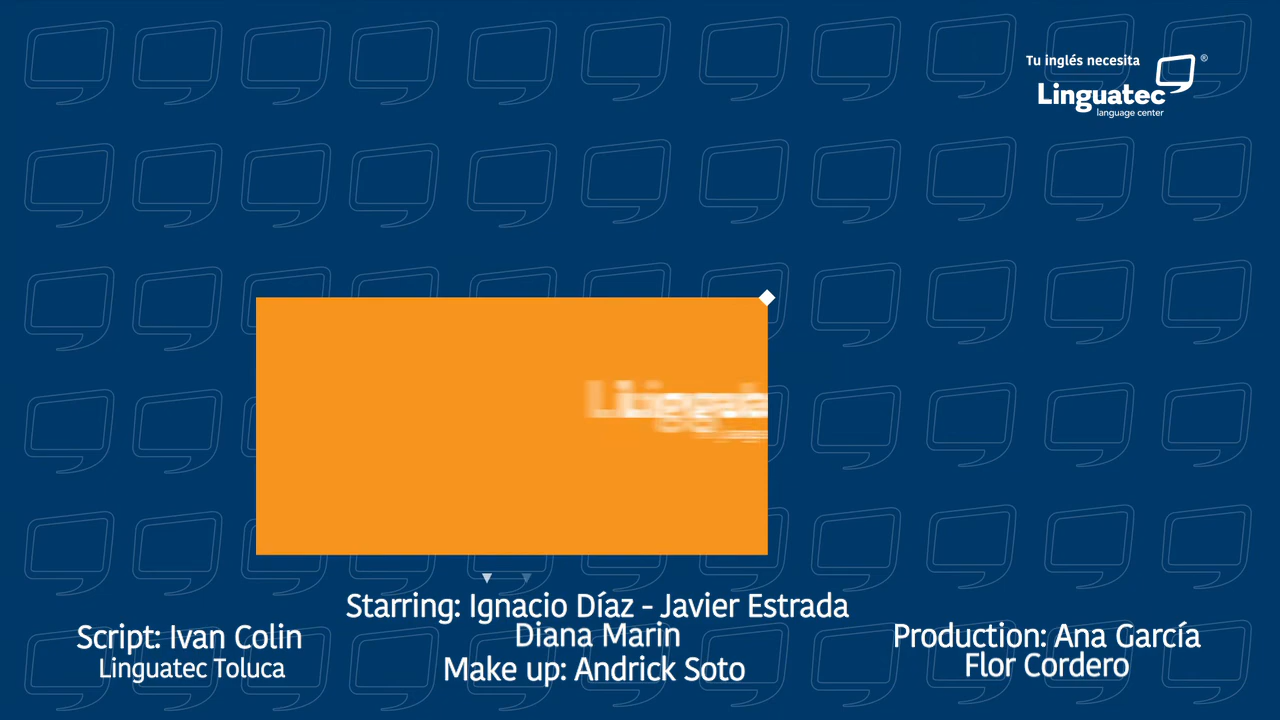 Tu inglés necesita
Linguatec ®
language center
Starring: Ignacio Díaz - Javier Estrada
Diana Marin
Make up: Andrick Soto
Script: Ivan Colin
Linguatec Toluca
Production: Ana García
Flor Cordero